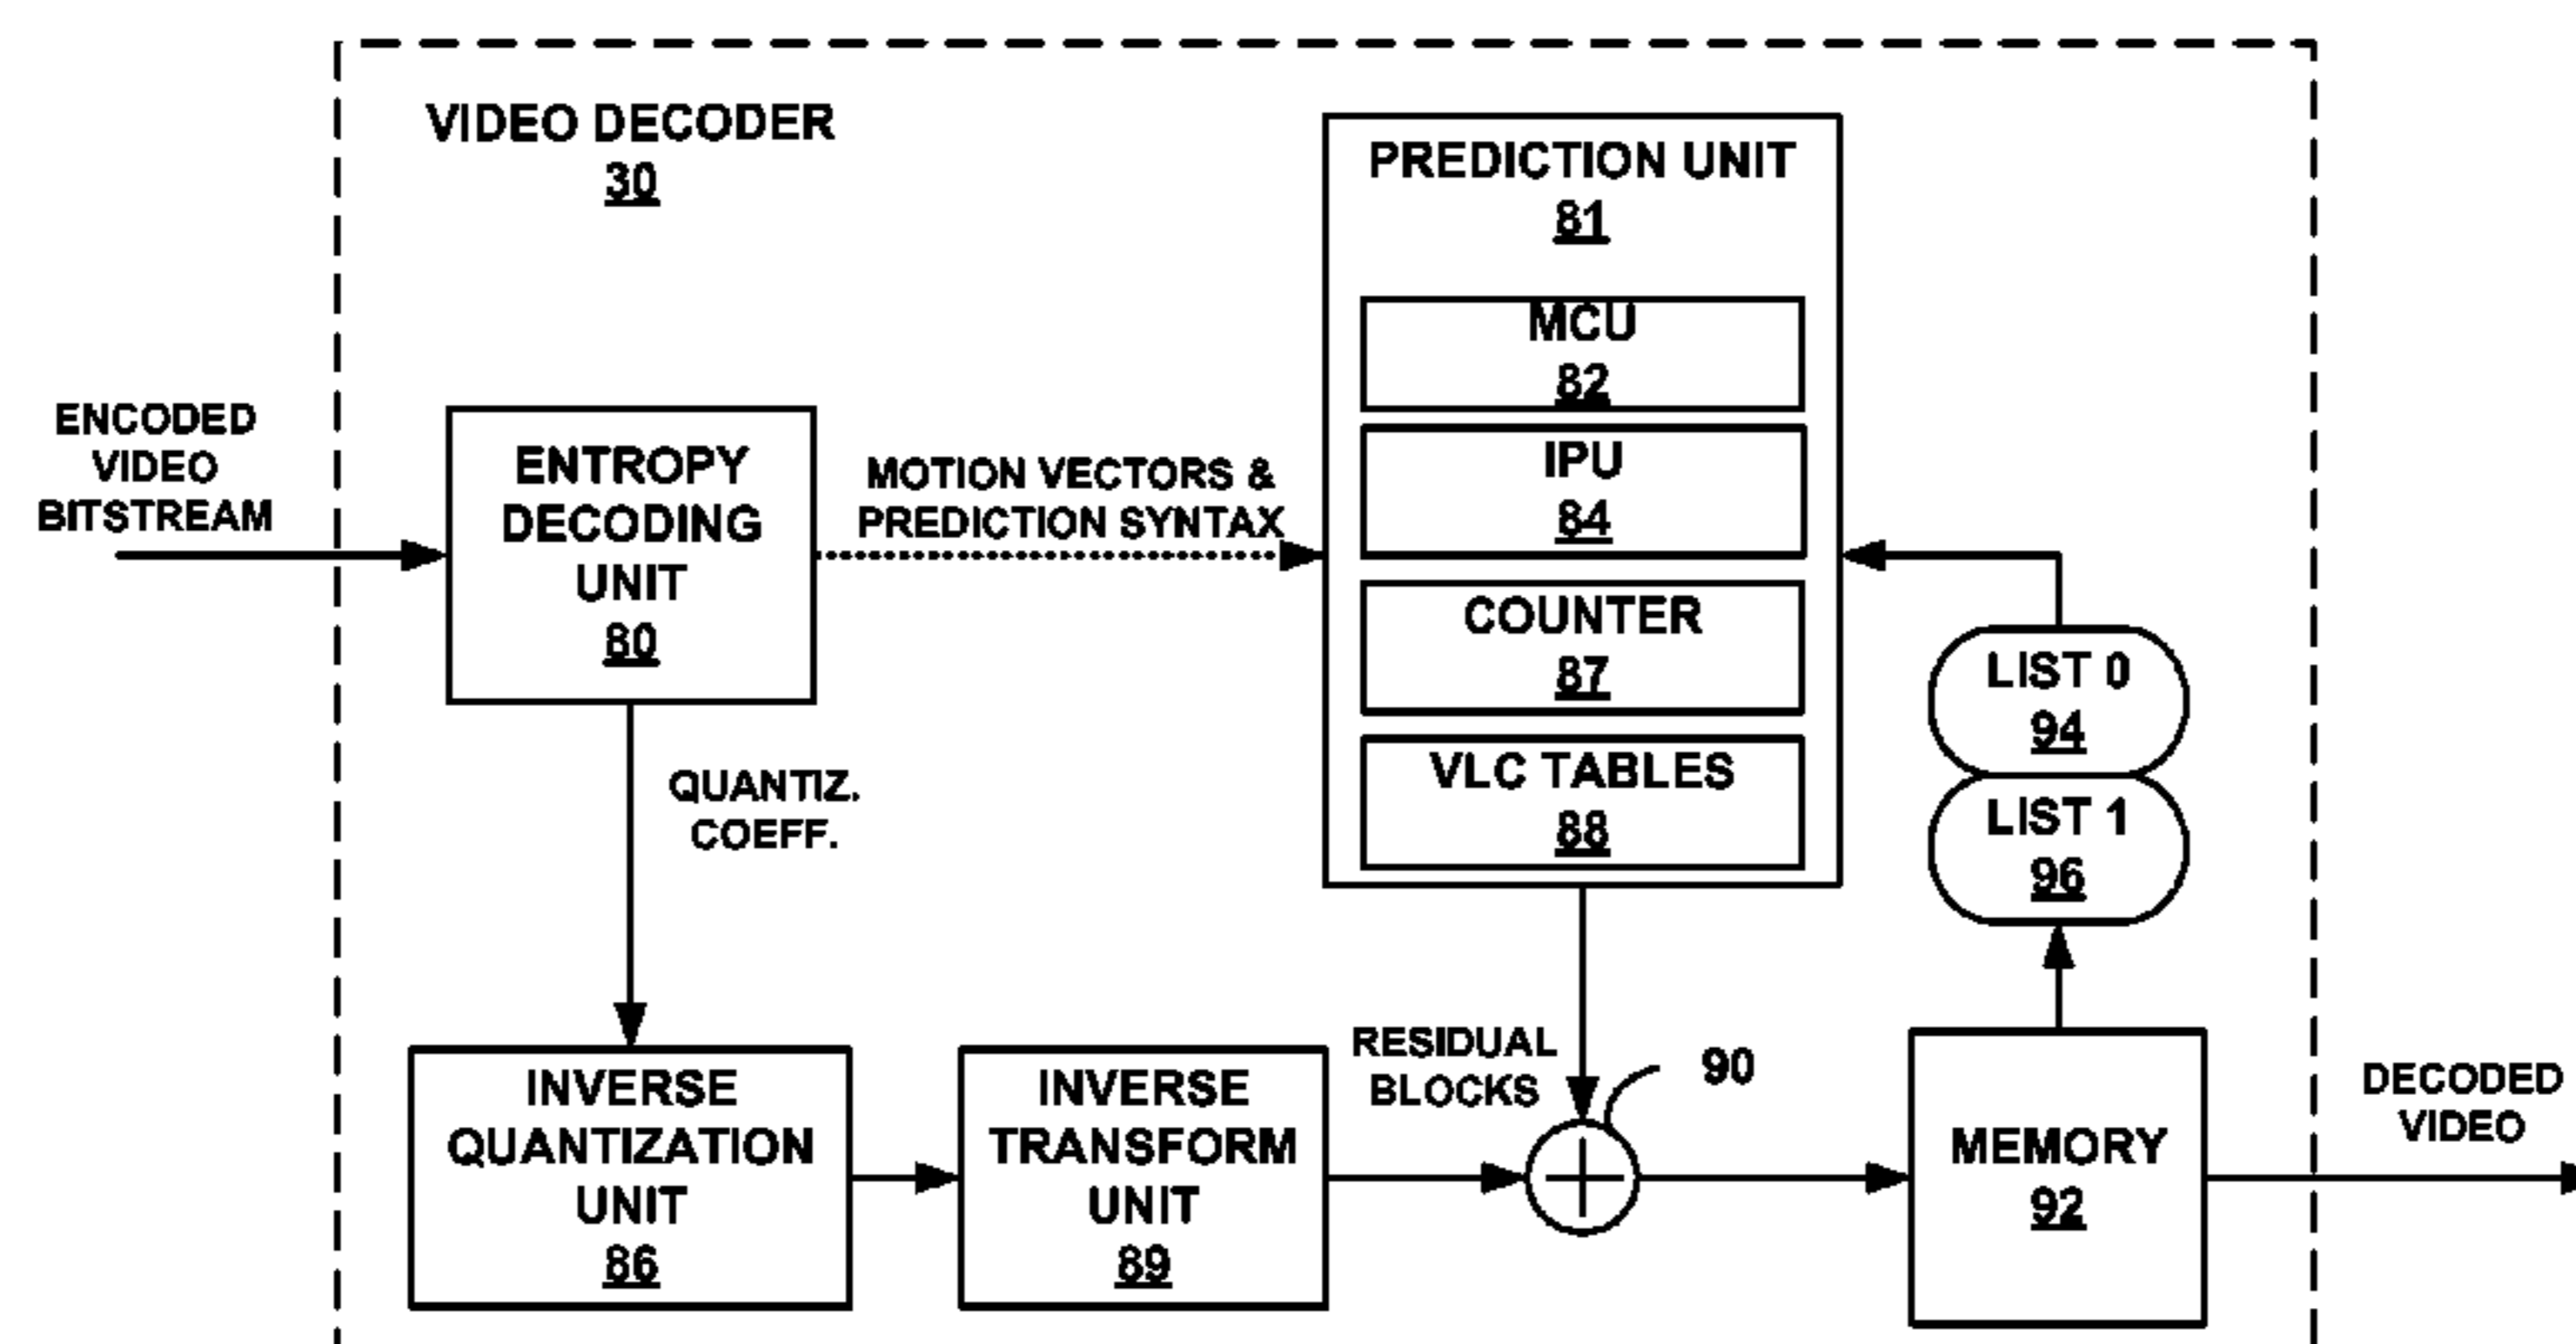 VIDEO DECODER
30
PREDICTION UNIT
81
MCU
82
IPU
84
COUNTER
87
VLC TABLES
88
ENCODED
VIDEO
BITSTREAM
ENTROPY
DECODING
UNIT
80
MOTION VECTORS &
PREDICTION SYNTAX
LIST 0
94
LIST 1
96
QUANTIZ.
COEFF.
INVERSE
QUANTIZATION
UNIT
86
INVERSE
TRANSFORM
UNIT
89
RESIDUAL
BLOCKS
90
MEMORY
92
DECODED
VIDEO